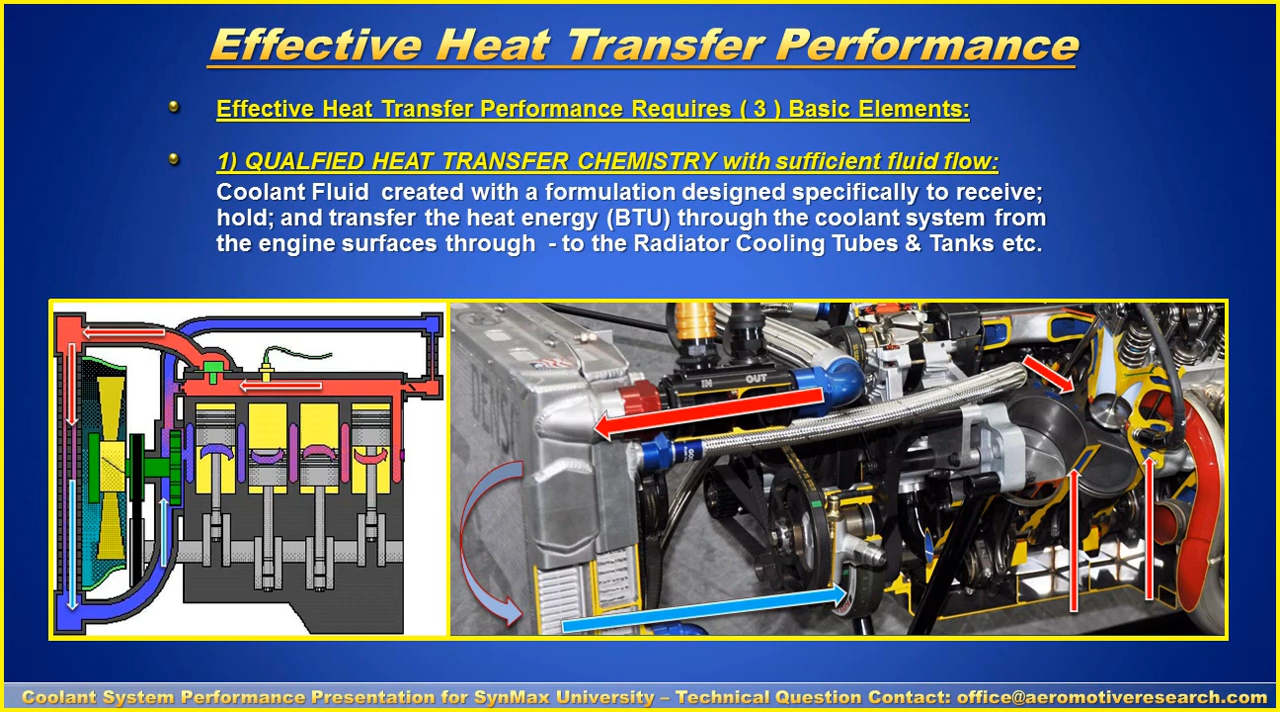 Effective Heat Transfer Performance
Effective Heat Transfer Performance Requires ( 3 ) Basic Elements:
1) QUALFIED HEAT TRANSFER CHEMISTRY with sufficient fluid flow:
Coolant Fluid created with a formulation designed specifically to receive;
hold; and transfer the heat energy (BTU) through the coolant system from
the engine surfaces through - to the Radiator Cooling Tubes & Tanks etc.
IN OUT
Coolant System Performance Presentation for SynMax University – Technical Question Contact: office@aeromotiveresearch.com